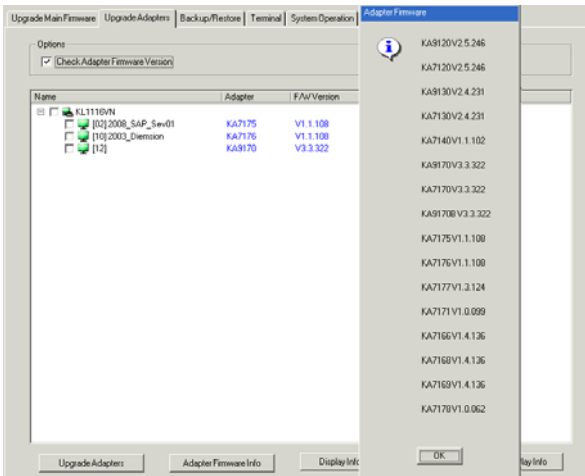 Upgrade Main Firmware Upgrade Adapters Backup/Restore Terminal System Operation
Options
Check Adapter Firmware Version
Name Adapter F/W Version
KL1116VN
[02]2008_SAP_Sev01 KA7175 V1.1.108
[10]2003_Diemsion KA7176 V1.1.108
[12] KA9170 V3.3.322
Upgrade Adapters Adapter Firmware Info Display Info
Adapter Firmware
KA9120V2.5.246
KA7120V2.5.246
KA9130V2.4.231
KA7130V2.4.231
KA7140V1.1.102
KA9170V3.3.322
KA7170V3.3.322
KA9170BV3.3.322
KA7175V1.1.108
KA7176V1.1.108
KA7177V1.3.124
KA7171V1.0.099
KA7166V1.4.136
KA7168V1.4.136
KA7169V1.4.136
KA7178V1.0.062
OK
lay Info